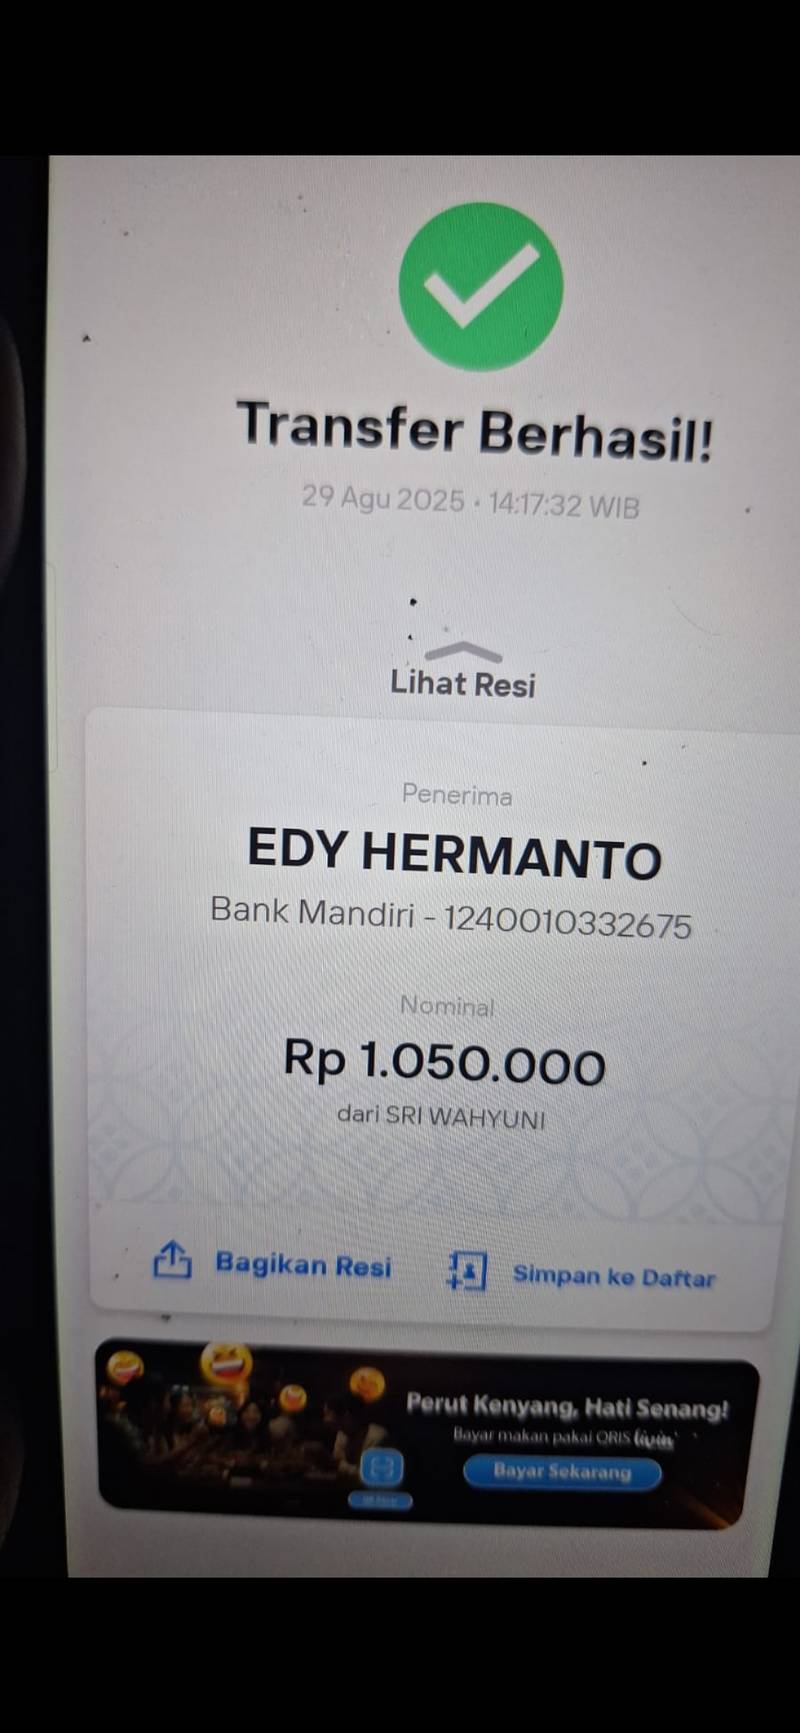 Transfer Berhasil!
29 Agu 2025 • 14:17:32 WIB
Lihat Resi
Penerima
EDY HERMANTO
Bank Mandiri - 1240010332675
Nominal
Rp 1.050.000
dari SRI WAHYUNI
Bagikan Resi
Simpan ke Daftar
Perut Kenyang, Hati Senang!
Bayar makan pakai QRIS livin'
Bayar Sekarang